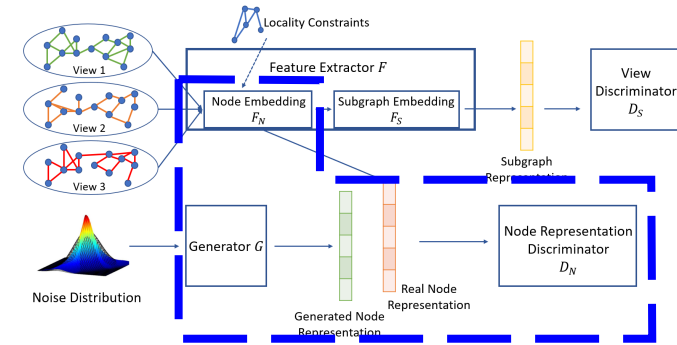 Locality Constraints
Feature Extractor F
View 1
Node Embedding
F_N
Subgraph Embedding
F_S
View
Discriminator
D_S
View 2
Subgraph
Representation
View 3
Generator G
Node Representation
Discriminator
D_N
Real Node
Representation
Noise Distribution
Generated Node
Representation